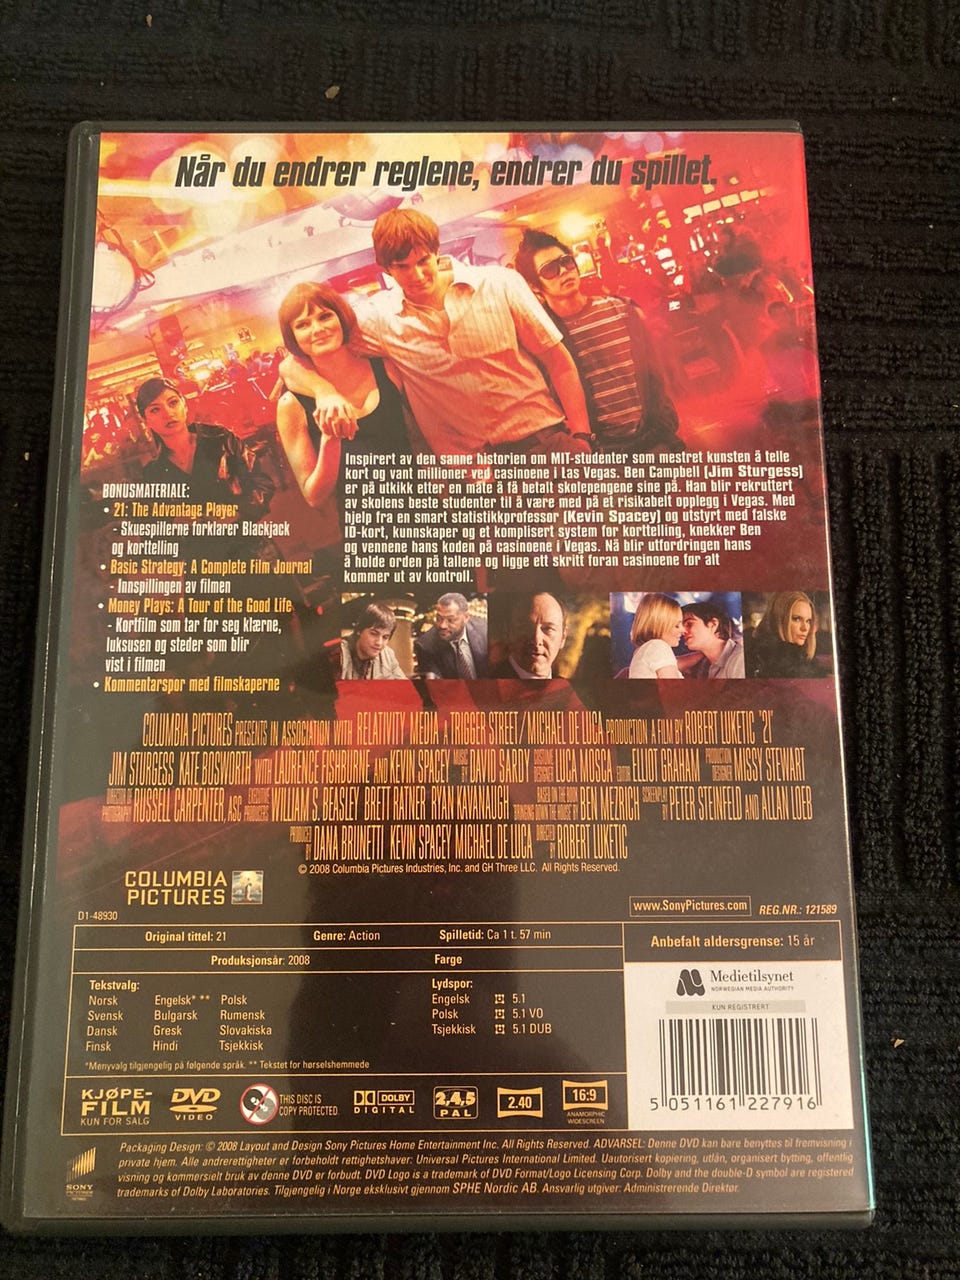 Når du endrer reglene, endrer du spillet.
Inspirert av den sanne historien om MIT-studenter som mestret kunsten å telle
kort og vant millioner ved casinoene i Las Vegas. Ben Campbell (Jim Sturgess)
er på utkikk etter en måte å få betalt skolepengene sine på. Han blir rekruttert
av skolens beste studenter til å være med på et risikabelt opplegg i Vegas. Med
hjelp fra en smart statistikkprofessor (Kevin Spacey) og utstyrt med falske
ID-kort, kunnskaper og et komplisert system for korttelling, knekker Ben
og vennene hans koden på casinoene i Vegas. Nå blir utfordringen hans
å holde orden på tallene og ligge ett skritt foran casinoene før alt
kommer ut av kontroll.
BONUSMATERIALE:
• 21: The Advantage Player
- Skuespillerne forklarer Blackjack
og korttelling
• Basic Strategy: A Complete Film Journal
- Innspillingen av filmen
• Money Plays: A Tour of the Good Life
- Kortfilm som tar for seg klærne,
luksusen og steder som blir
vist i filmen
• Kommentarspor med filmskaperne
COLUMBIA PICTURES PRESENTS IN ASSOCIATION WITH RELATIVITY MEDIA A TRIGGER STREET/MICHAEL DE LUCA PRODUCTION A FILM BY ROBERT LUKETIC "21"
JIM STURGESS KATE BOSWORTH WITH LAURENCE FISHBURNE AND KEVIN SPACEY MUSIC BY DAVID SARDY COSTUME DESIGNER LUCA MOSCA EDITOR ELLIOT GRAHAM PRODUCTION DESIGNER MISSY STEWART
DIRECTOR OF PHOTOGRAPHY RUSSELL CARPENTER, ASC EXECUTIVE PRODUCERS WILLIAM S. BEASLEY BRETT RATNER RYAN KAVANAUGH BASED ON THE BOOK "BRINGING DOWN THE HOUSE" BY BEN MEZRICH SCREENPLAY BY PETER STEINFELD AND ALLAN LOEB
PRODUCED BY DANA BRUNETTI KEVIN SPACEY MICHAEL DE LUCA DIRECTED BY ROBERT LUKETIC
© 2008 Columbia Pictures Industries, Inc. and GH Three LLC. All Rights Reserved.
COLUMBIA
PICTURES
www.SonyPictures.com
REG.NR.: 121589
D1-48930
Original tittel: 21
Genre: Action
Spilletid: Ca 1 t. 57 min
Produksjonsår: 2008
Farge
Anbefalt aldersgrense: 15 år
Tekstvalg:
Norsk Engelsk* ** Polsk
Svensk Bulgarsk Rumensk
Dansk Gresk Slovakiska
Finsk Hindi Tsjekkisk
*Menyvalg tilgjengelig på følgende språk. ** Tekstet for hørselshemmede
Lydspor:
Engelsk 5.1
Polsk 5.1 VO
Tsjekkisk 5.1 DUB
Medietilsynet
NORWEGIAN MEDIA AUTHORITY
KUN REGISTRERT
5 051161 227916
KJØPE-
FILM
KUN FOR SALG
DVD
VIDEO
THIS DISC IS
COPY PROTECTED.
DOLBY
DIGITAL
2,4,5
PAL
2.40
16:9
ANAMORPHIC
WIDESCREEN
SONY
PICTURES
Packaging Design: © 2008 Layout and Design Sony Pictures Home Entertainment Inc. All Rights Reserved. ADVARSEL: Denne DVD kan bare benyttes til fremvisning i
private hjem. Alle andrerettigheter er forbeholdt rettighetshaver: Universal Pictures International Limited. Uautorisert kopiering, utlån, organisert bytting, offentlig
visning og kommersielt bruk av denne DVD er forbudt. DVD Logo is a trademark of DVD Format/Logo Licensing Corp. Dolby and the double-D symbol are registered
trademarks of Dolby Laboratories. Tilgjengelig i Norge eksklusivt gjennom SPHE Nordic AB. Ansvarlig utgiver: Administrerende Direktør.